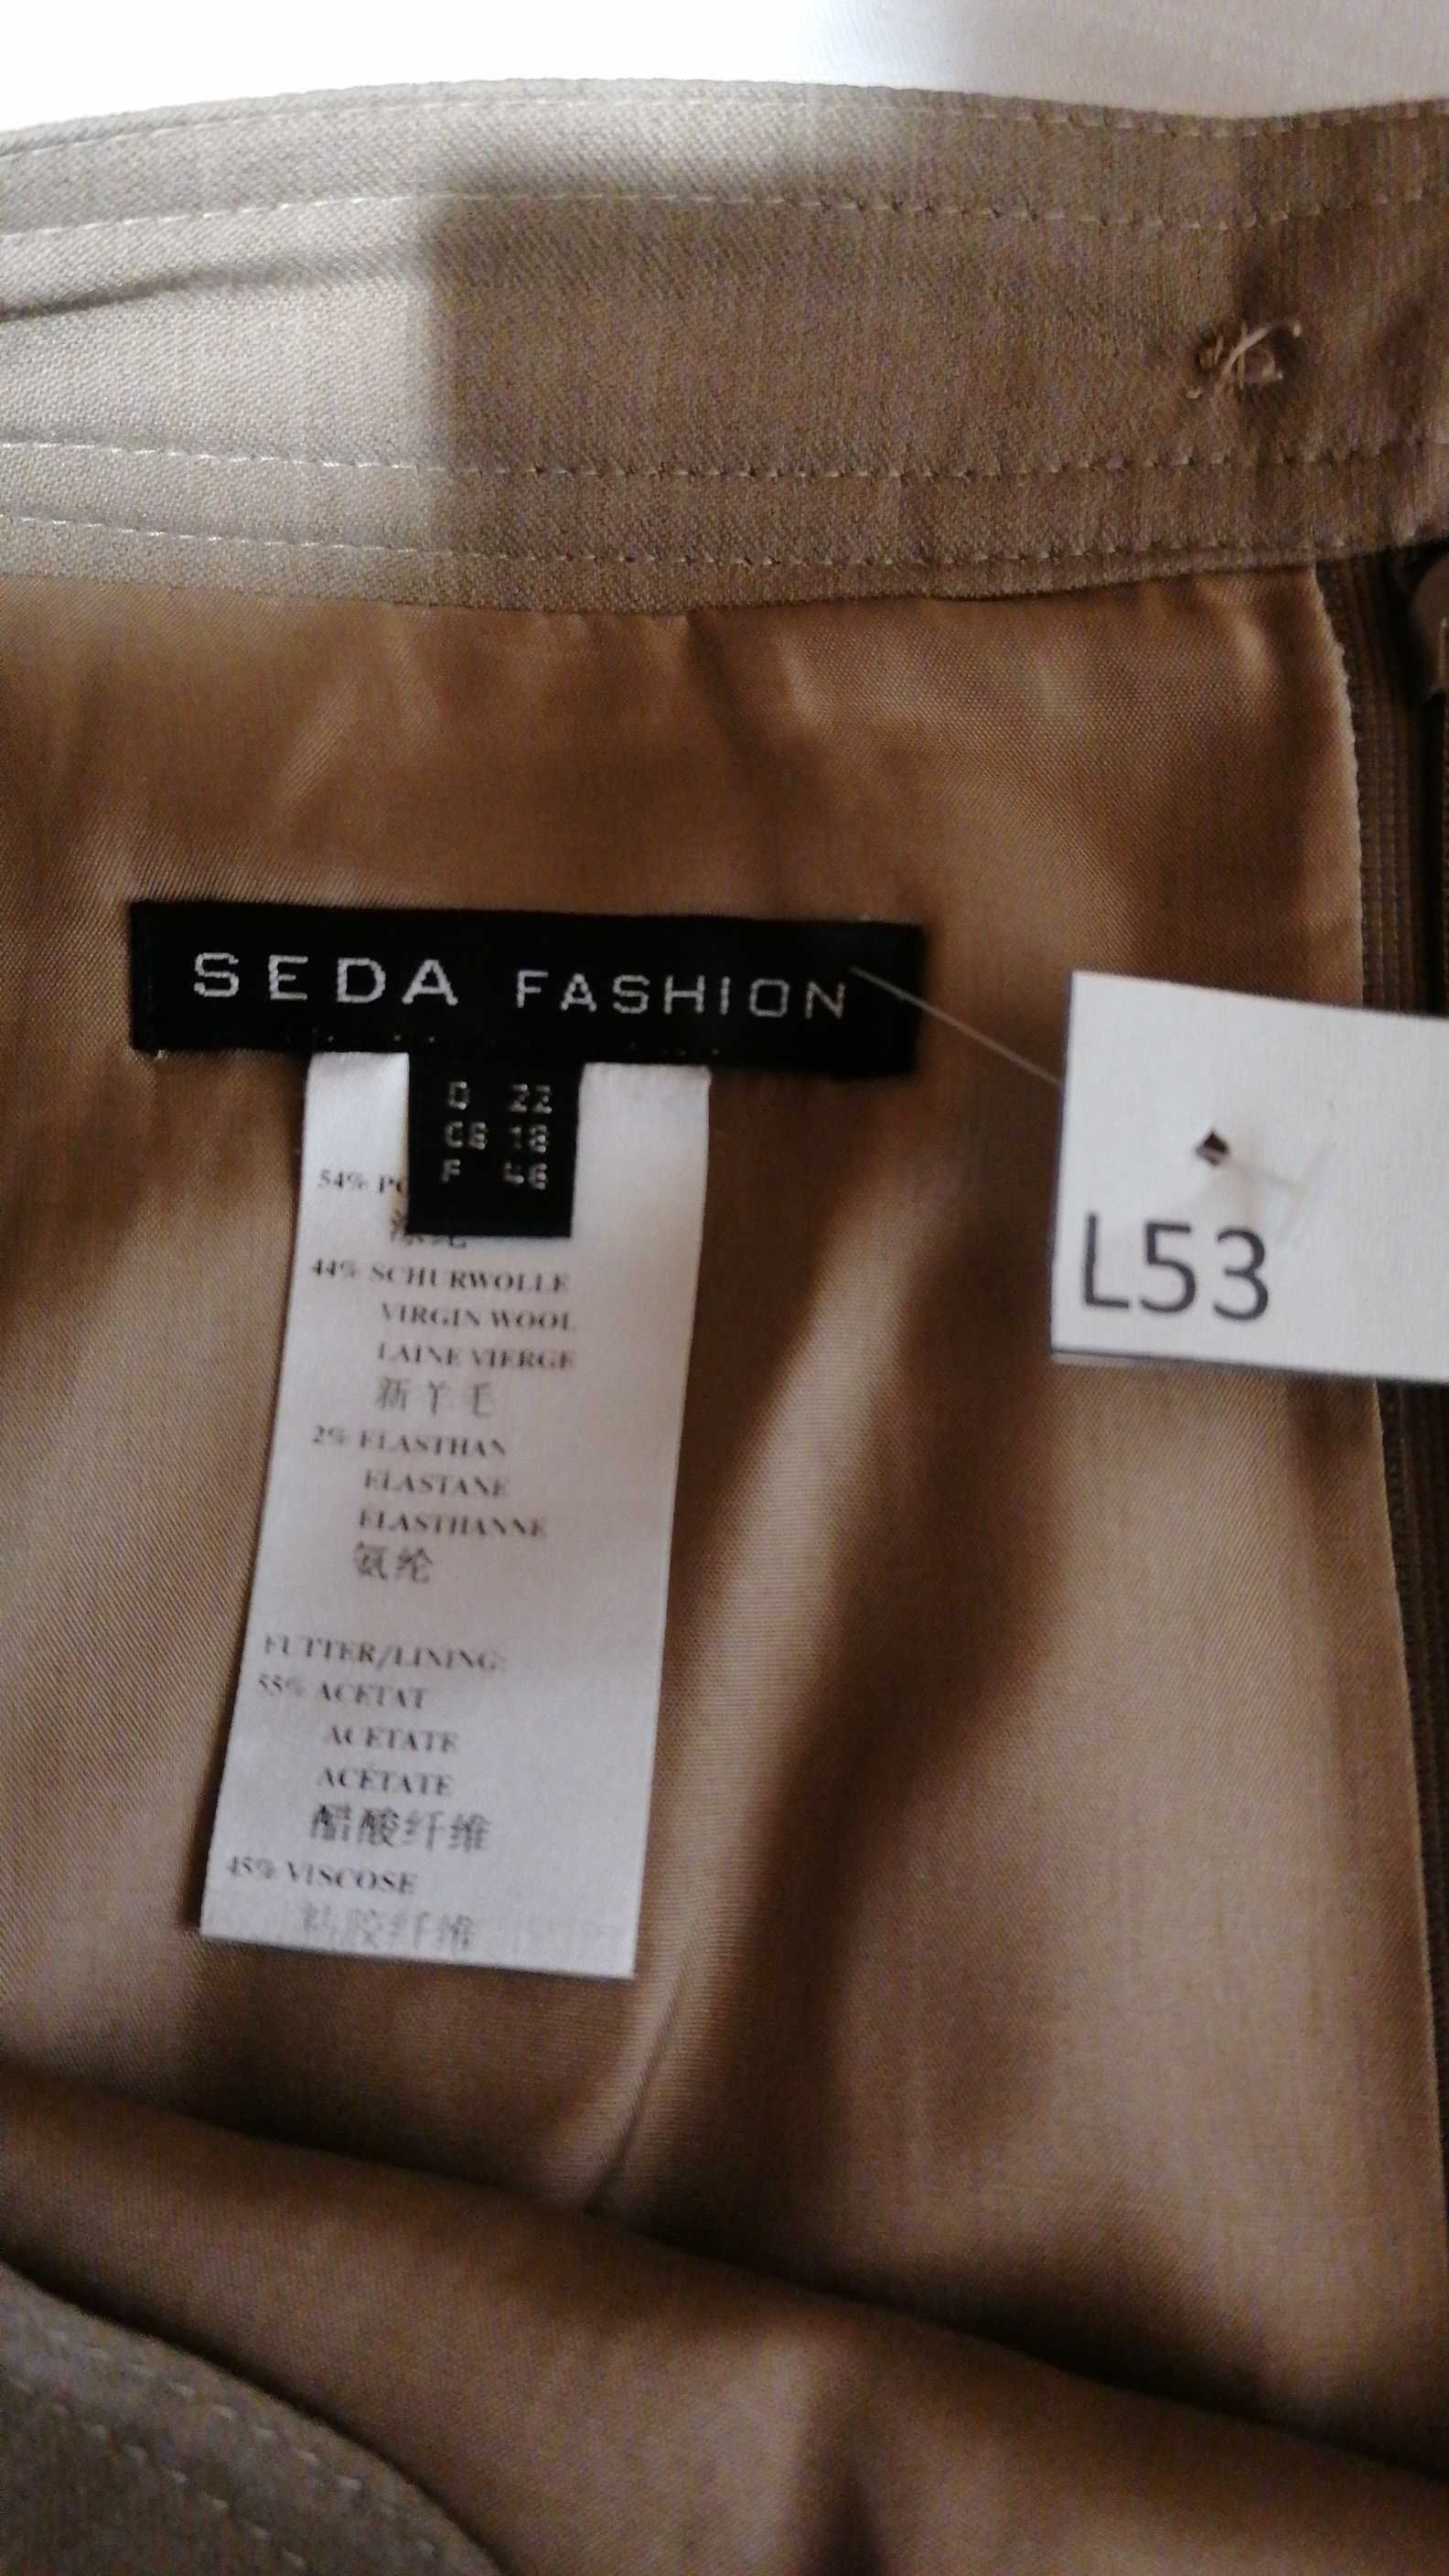 SEDA FASHION
D 22
GB 18
F 46
54%
44% SCHURWOLLE
VIRGIN WOOL
LAINE VIERGE
新羊毛
2% ELASTHAN
ELASTANE
ELASTHANNE
氨纶
FUTTER/LINING:
55% ACETAT
ACETATE
ACÉTATE
醋酸纤维
45% VISCOSE
粘胶纤维
L53